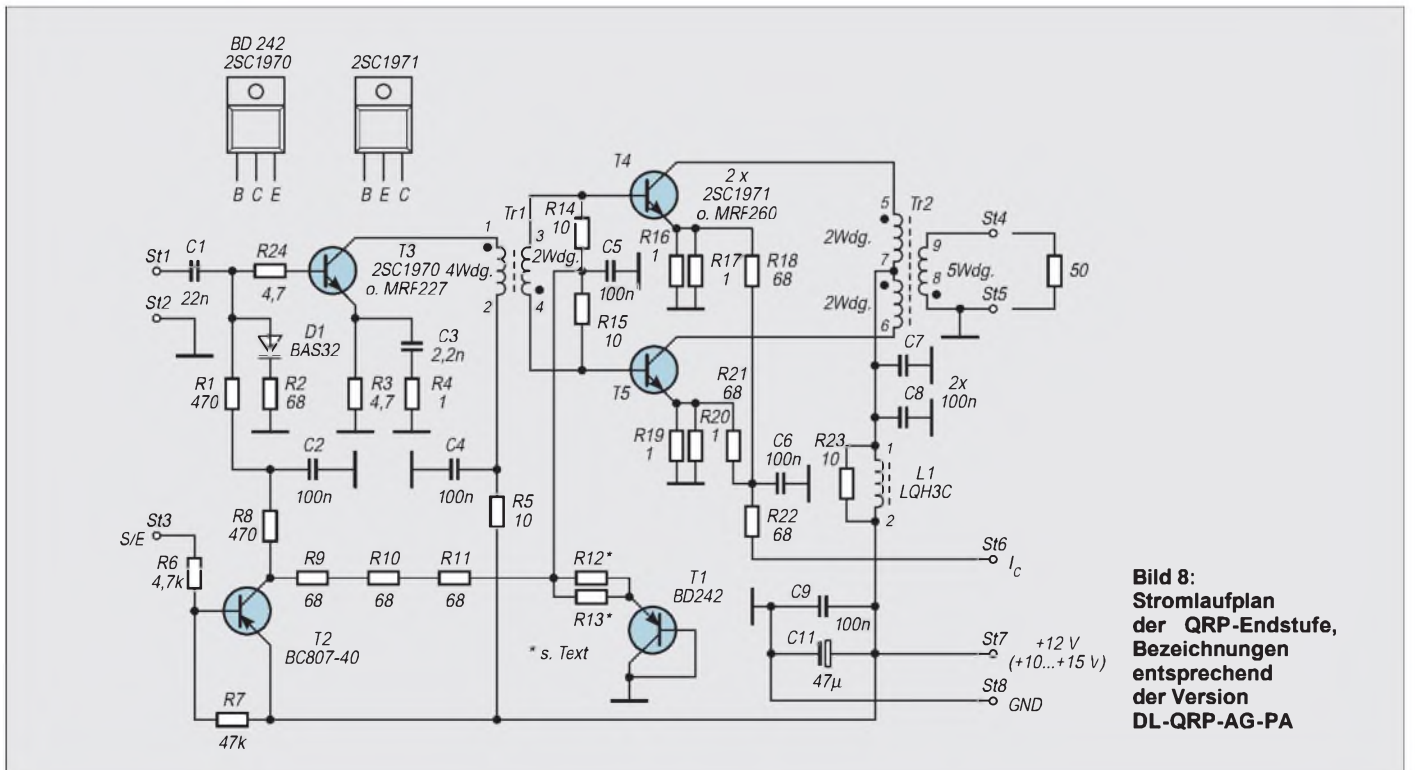 BD 242
2SC1970
2SC1971
B C E
B E C
St1
C1
22n
St2
R24
4,7
T3
2SC1970
o. MRF227
1
4Wdg.
2
Tr1
3
2Wdg.
4
R14
10
C5
100n
R15
10
T4
2 x
2SC1971
o. MRF260
R16
1
R17
1
R18
68
5
2Wdg.
7
2Wdg.
6
Tr2
9
5Wdg.
8
St4
St5
50
D1
BAS32
R1
470
R2
68
R3
4,7
C3
2,2n
R4
1
T5
R21
68
R19
1
R20
1
C6
100n
C7
C8
2x
100n
R23
10
1
L1
LQH3C
2
C2
100n
C4
100n
R5
10
R22
68
St6
IC
St3
S/E
R8
470
R6
4,7k
R9
68
R10
68
R11
68
R12*
R13*
T1
BD242
* s. Text
T2
BC807-40
R7
47k
C9
100n
C11
47µ
St7
+12 V
(+10...+15 V)
St8
GND
Bild 8:
Stromlaufplan
der QRP-Endstufe,
Bezeichnungen
entsprechend
der Version
DL-QRP-AG-PA